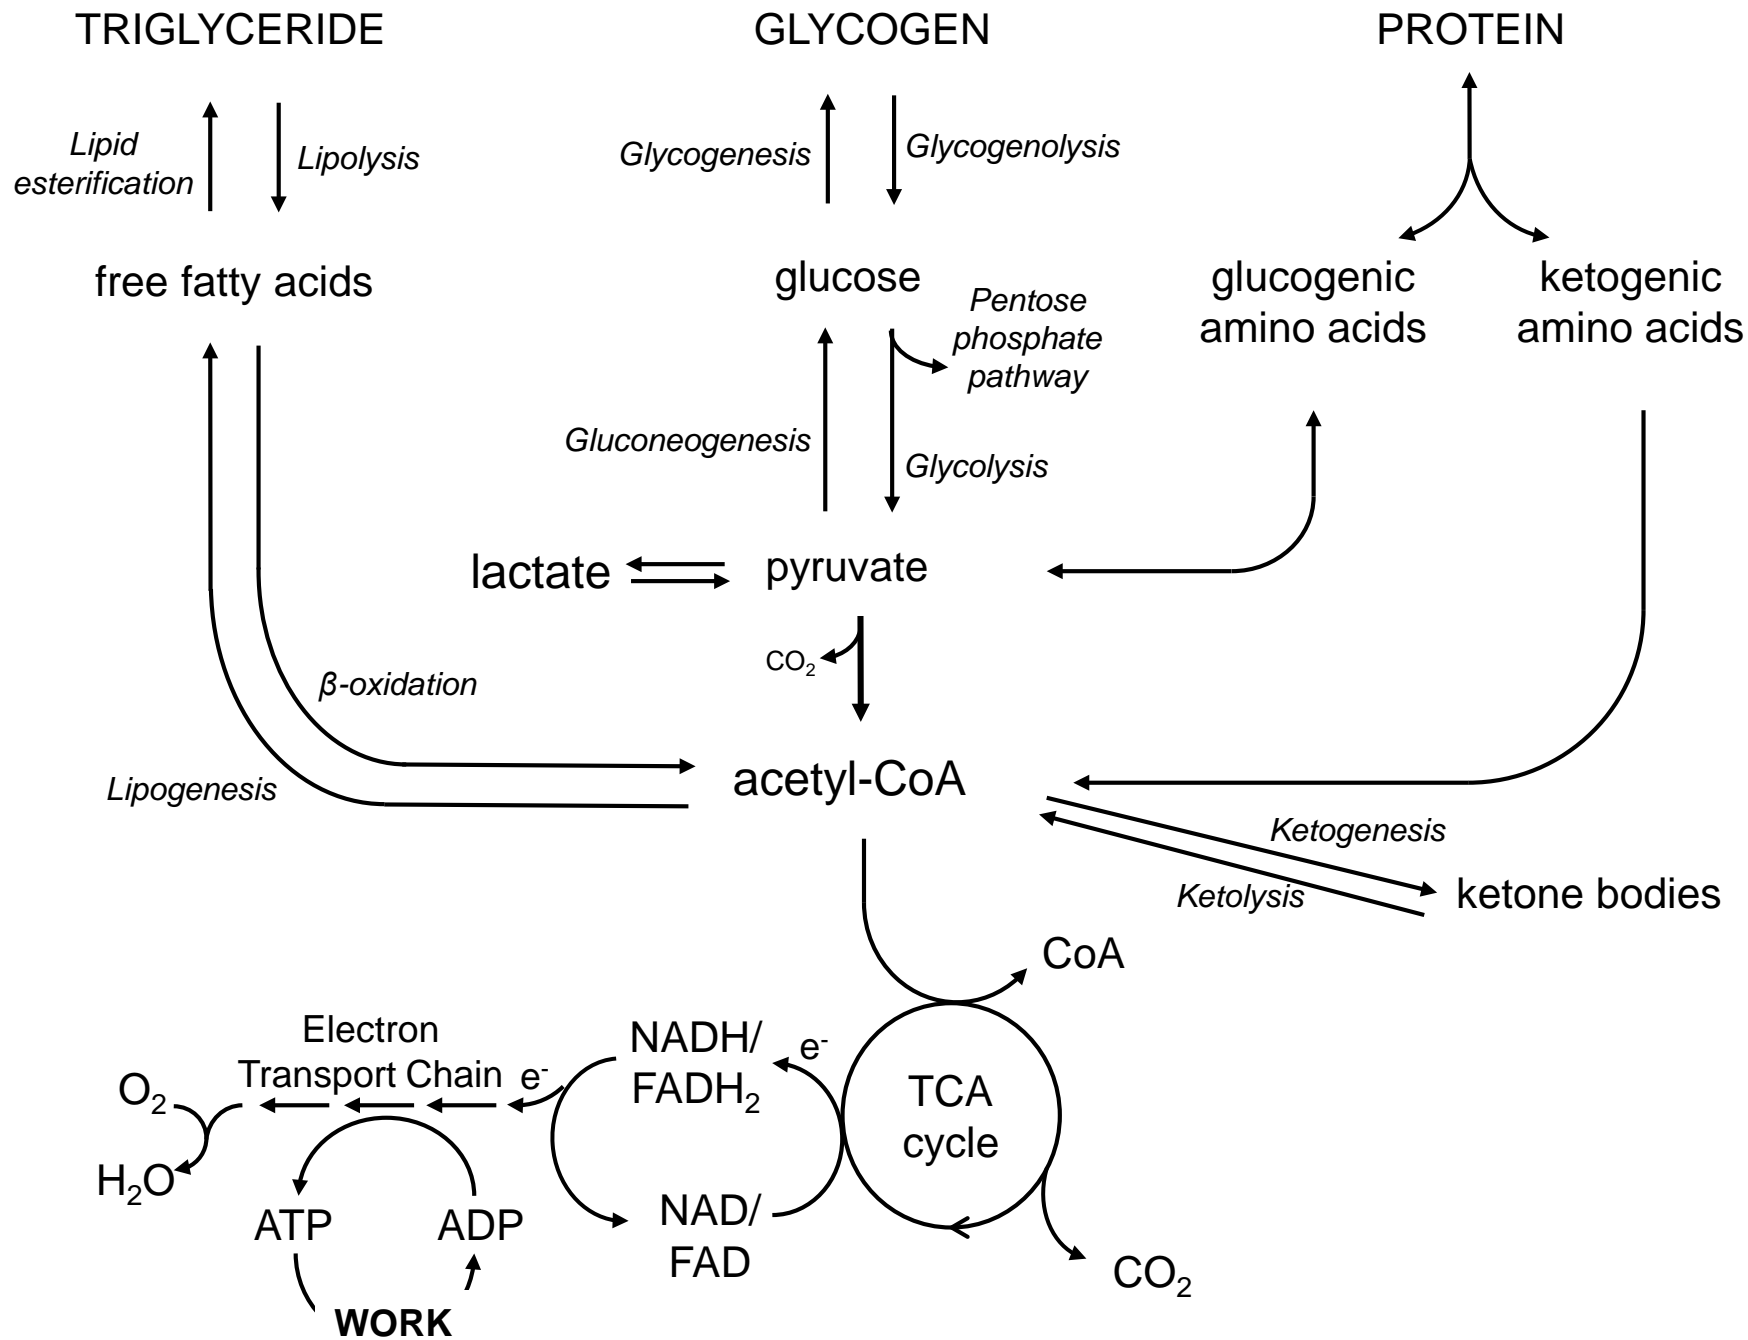 TRIGLYCERIDE
GLYCOGEN
PROTEIN
Lipid
esterification
Lipolysis
Glycogenesis
Glycogenolysis
free fatty acids
glucose
glucogenic
amino acids
ketogenic
amino acids
Pentose
phosphate
pathway
Gluconeogenesis
Glycolysis
lactate
pyruvate
CO₂
β-oxidation
Lipogenesis
acetyl-CoA
Ketogenesis
Ketolysis
ketone bodies
CoA
Electron
Transport Chain
e⁻
NADH/
FADH₂
e⁻
TCA
cycle
O₂
H₂O
ATP
ADP
NAD/
FAD
CO₂
WORK